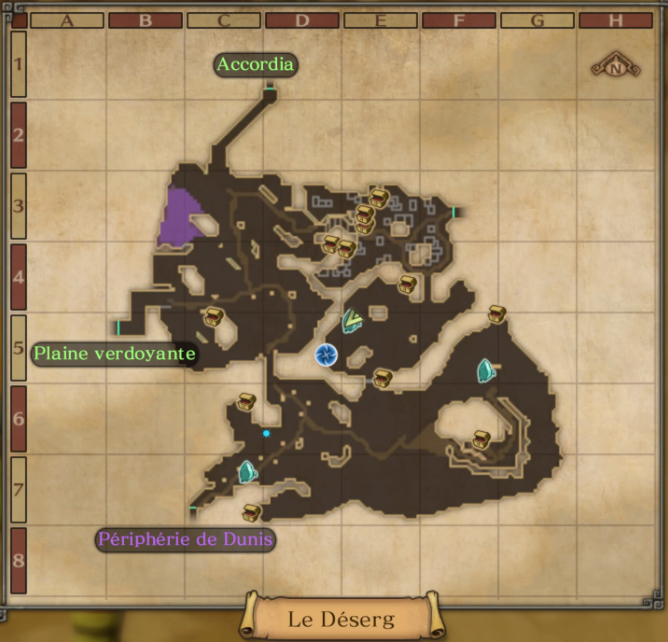 A B C D E F G H
1
Accordia
N
2
3
4
5
Plaine verdoyante
6
7
Périphérie de Dunis
8
Le Déserg